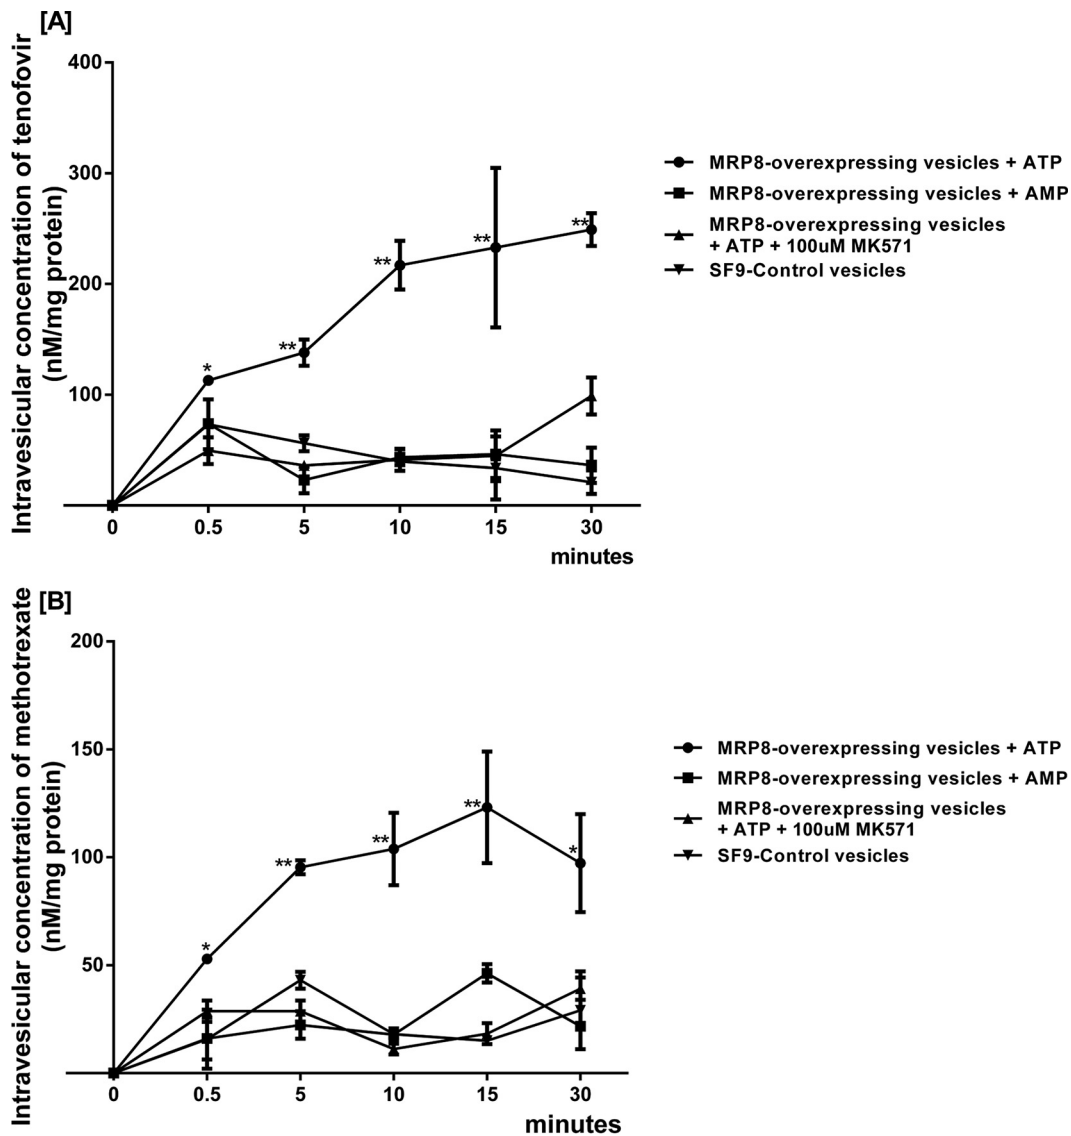 [A]
Intravesicular concentration of tenofovir
(nM/mg protein)
400
300
200
100
*
**
**
**
**
0
0.5
5
10
15
30
minutes
MRP8-overexpressing vesicles + ATP
MRP8-overexpressing vesicles + AMP
MRP8-overexpressing vesicles
+ ATP + 100uM MK571
SF9-Control vesicles
[B]
Intravesicular concentration of methotrexate
(nM/mg protein)
200
150
100
50
*
**
**
**
*
0
0.5
5
10
15
30
minutes
MRP8-overexpressing vesicles + ATP
MRP8-overexpressing vesicles + AMP
MRP8-overexpressing vesicles
+ ATP + 100uM MK571
SF9-Control vesicles